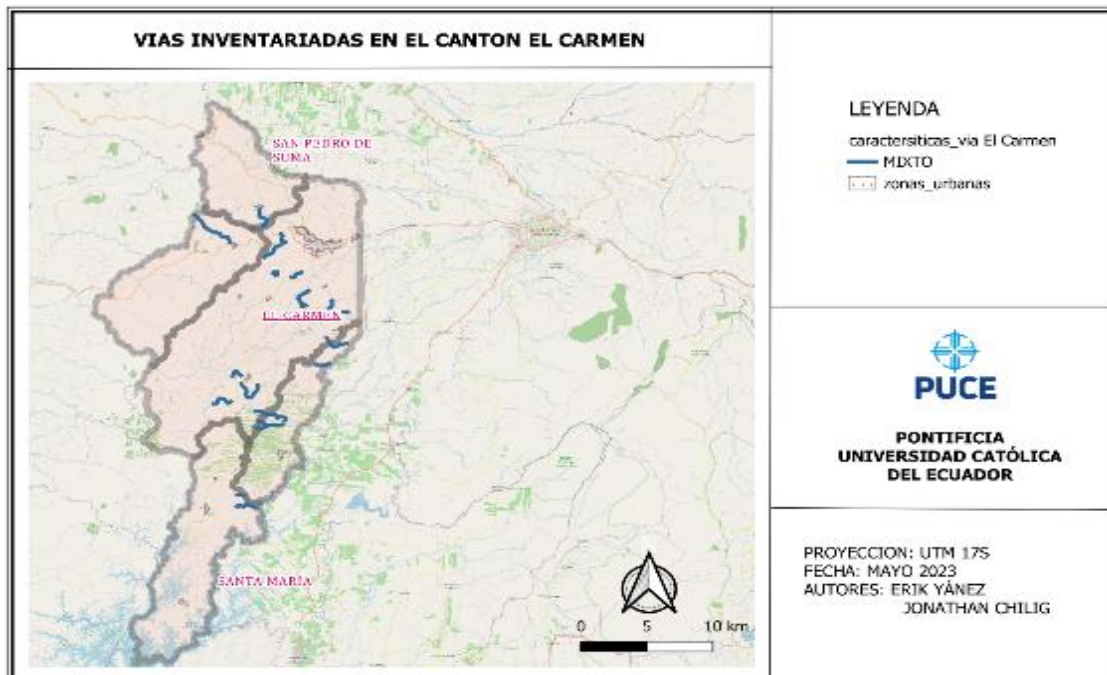 VIAS INVENTARIADAS EN EL CANTON EL CARMEN
SAN PEDRO DE
SUMA
EL CARMEN
SANTA MARÍA
0 5 10 km
LEYENDA
caractersiticas_via El Carmen
MIXTO
zonas_urbanas
PUCE
PONTIFICIA
UNIVERSIDAD CATÓLICA
DEL ECUADOR
PROYECCION: UTM 17S
FECHA: MAYO 2023
AUTORES: ERIK YÁNEZ
JONATHAN CHILIG